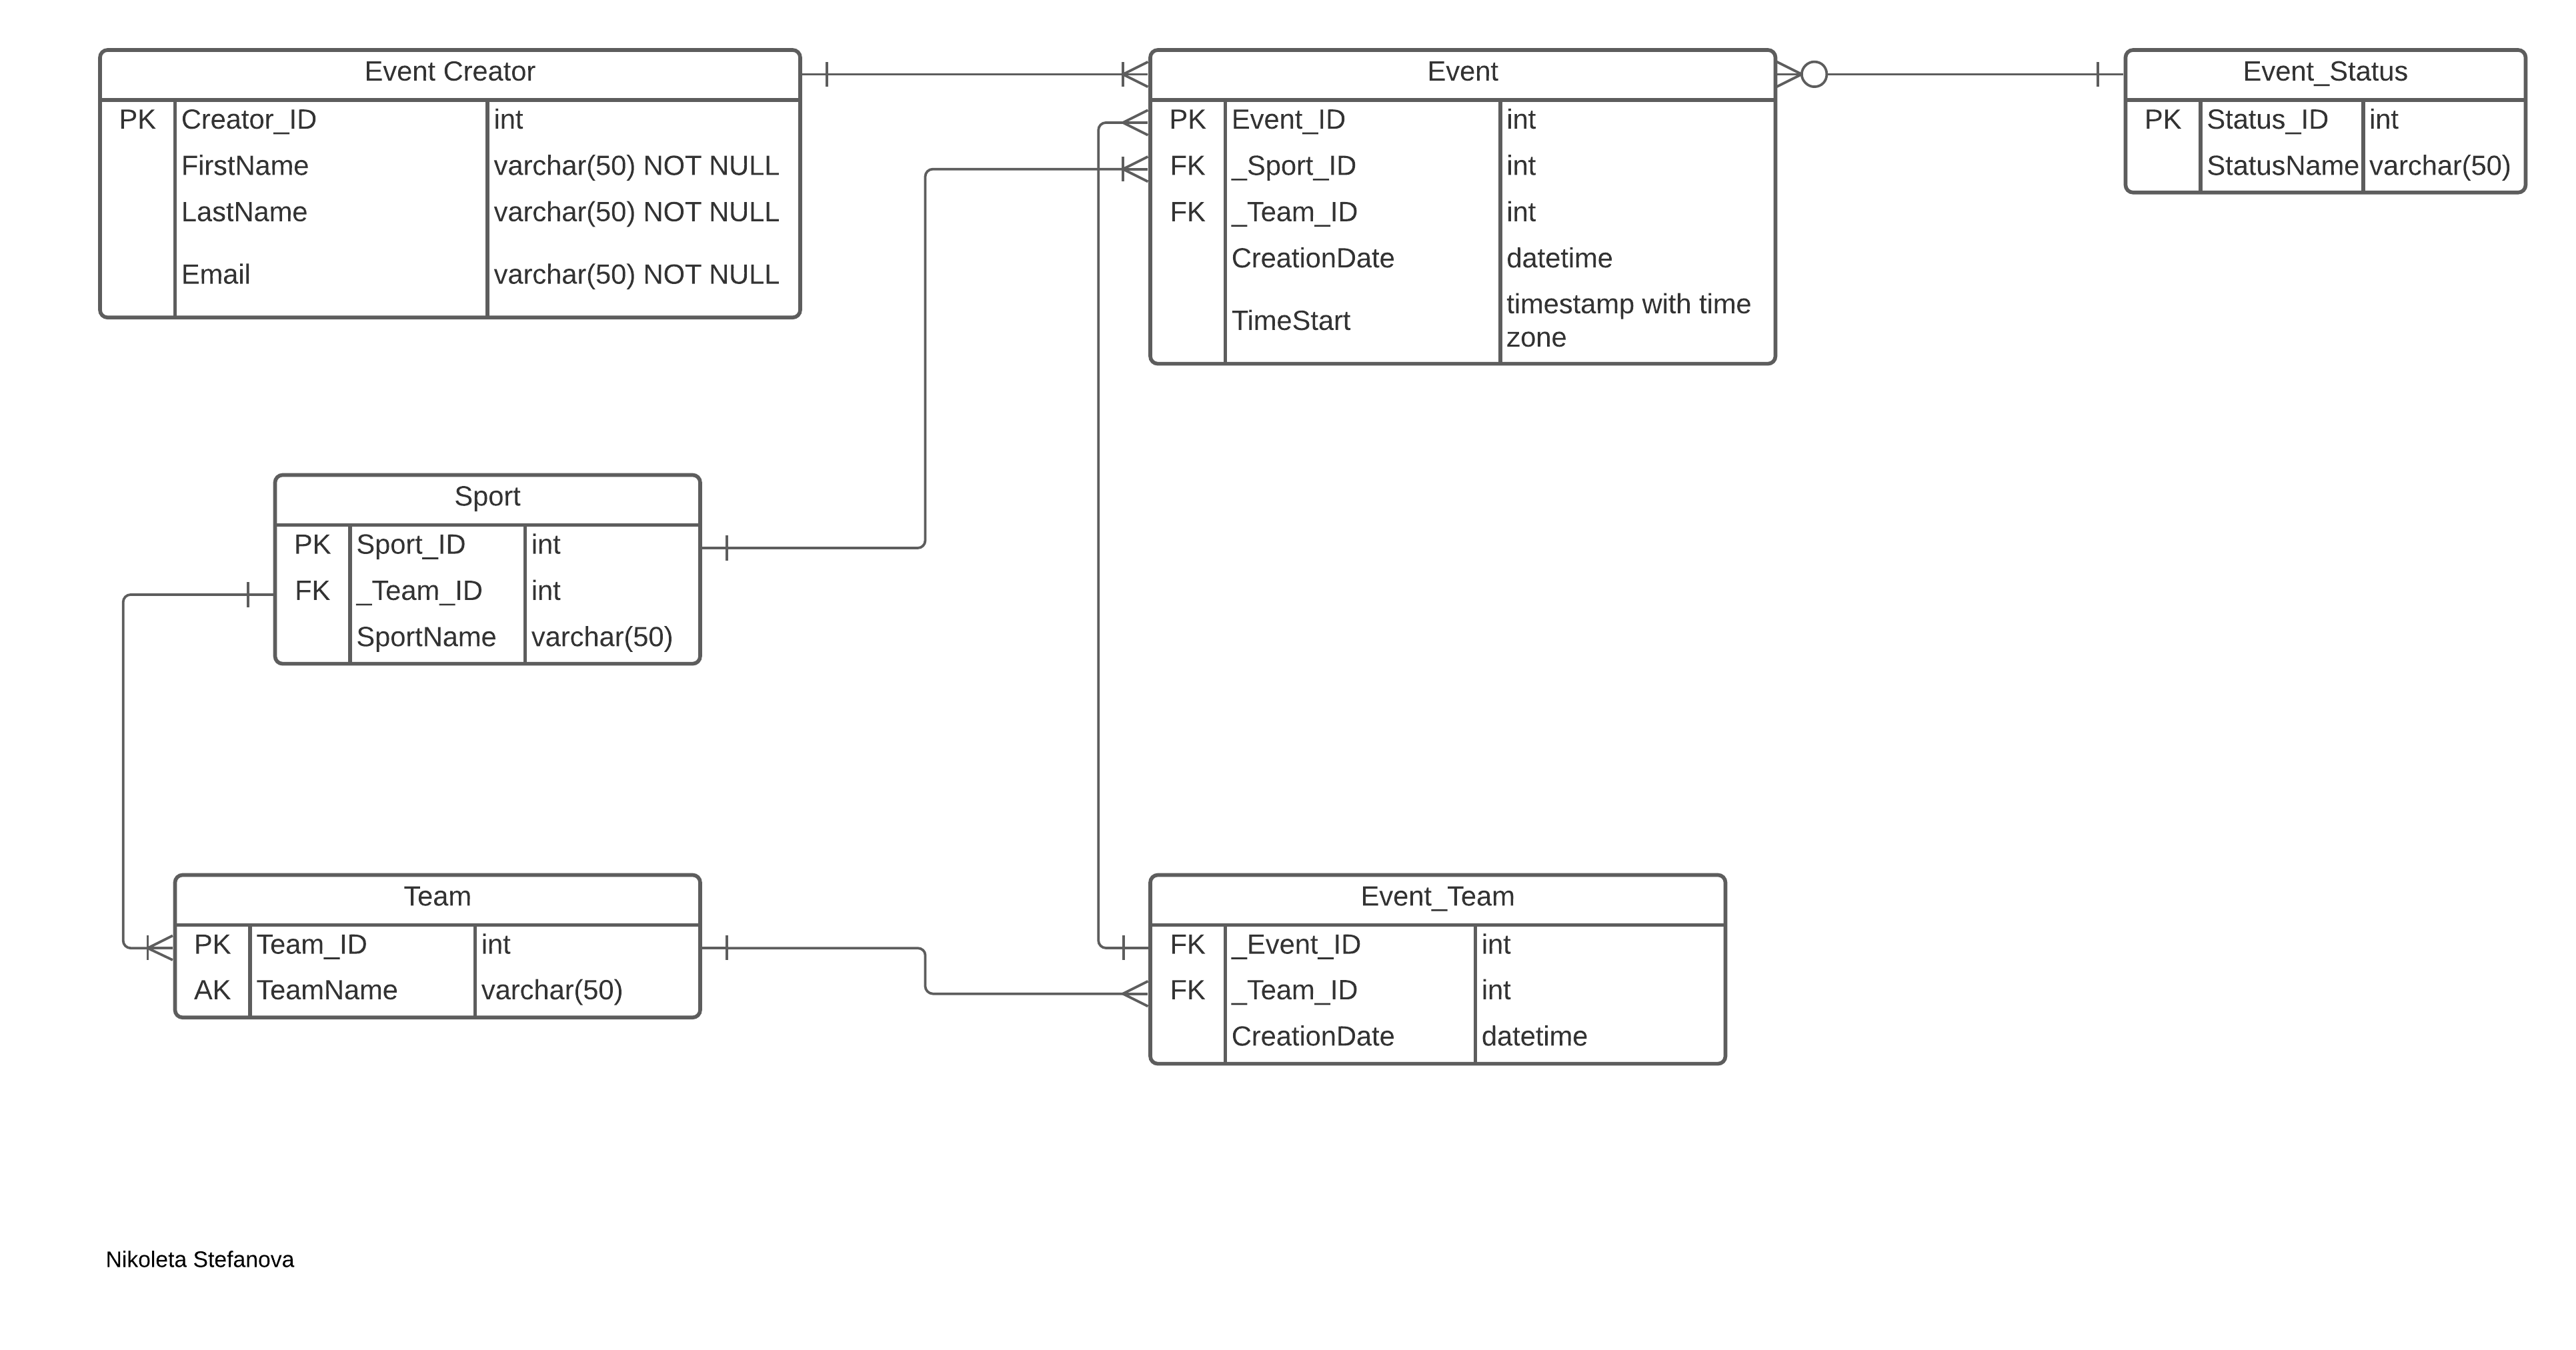 Event Creator
PK Creator_ID int
FirstName varchar(50) NOT NULL
LastName varchar(50) NOT NULL
Email varchar(50) NOT NULL
Event
PK Event_ID int
FK _Sport_ID int
FK _Team_ID int
CreationDate datetime
TimeStart timestamp with time
zone
Event_Status
PK Status_ID int
StatusName varchar(50)
Sport
PK Sport_ID int
FK _Team_ID int
SportName varchar(50)
Team
PK Team_ID int
AK TeamName varchar(50)
Event_Team
FK _Event_ID int
FK _Team_ID int
CreationDate datetime
Nikoleta Stefanova